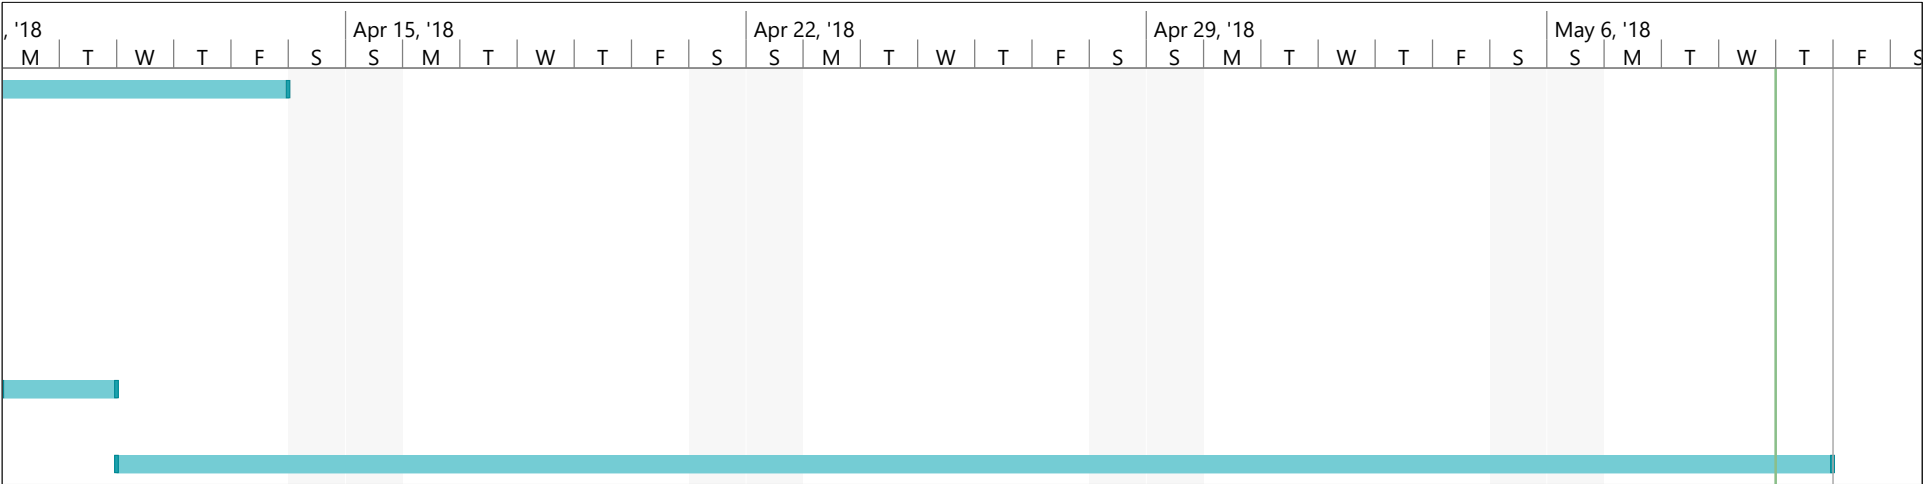 , '18 Apr 15, '18 Apr 22, '18 Apr 29, '18 May 6, '18
M T W T F S S M T W T F S S M T W T F S S M T W T F S S M T W T F S